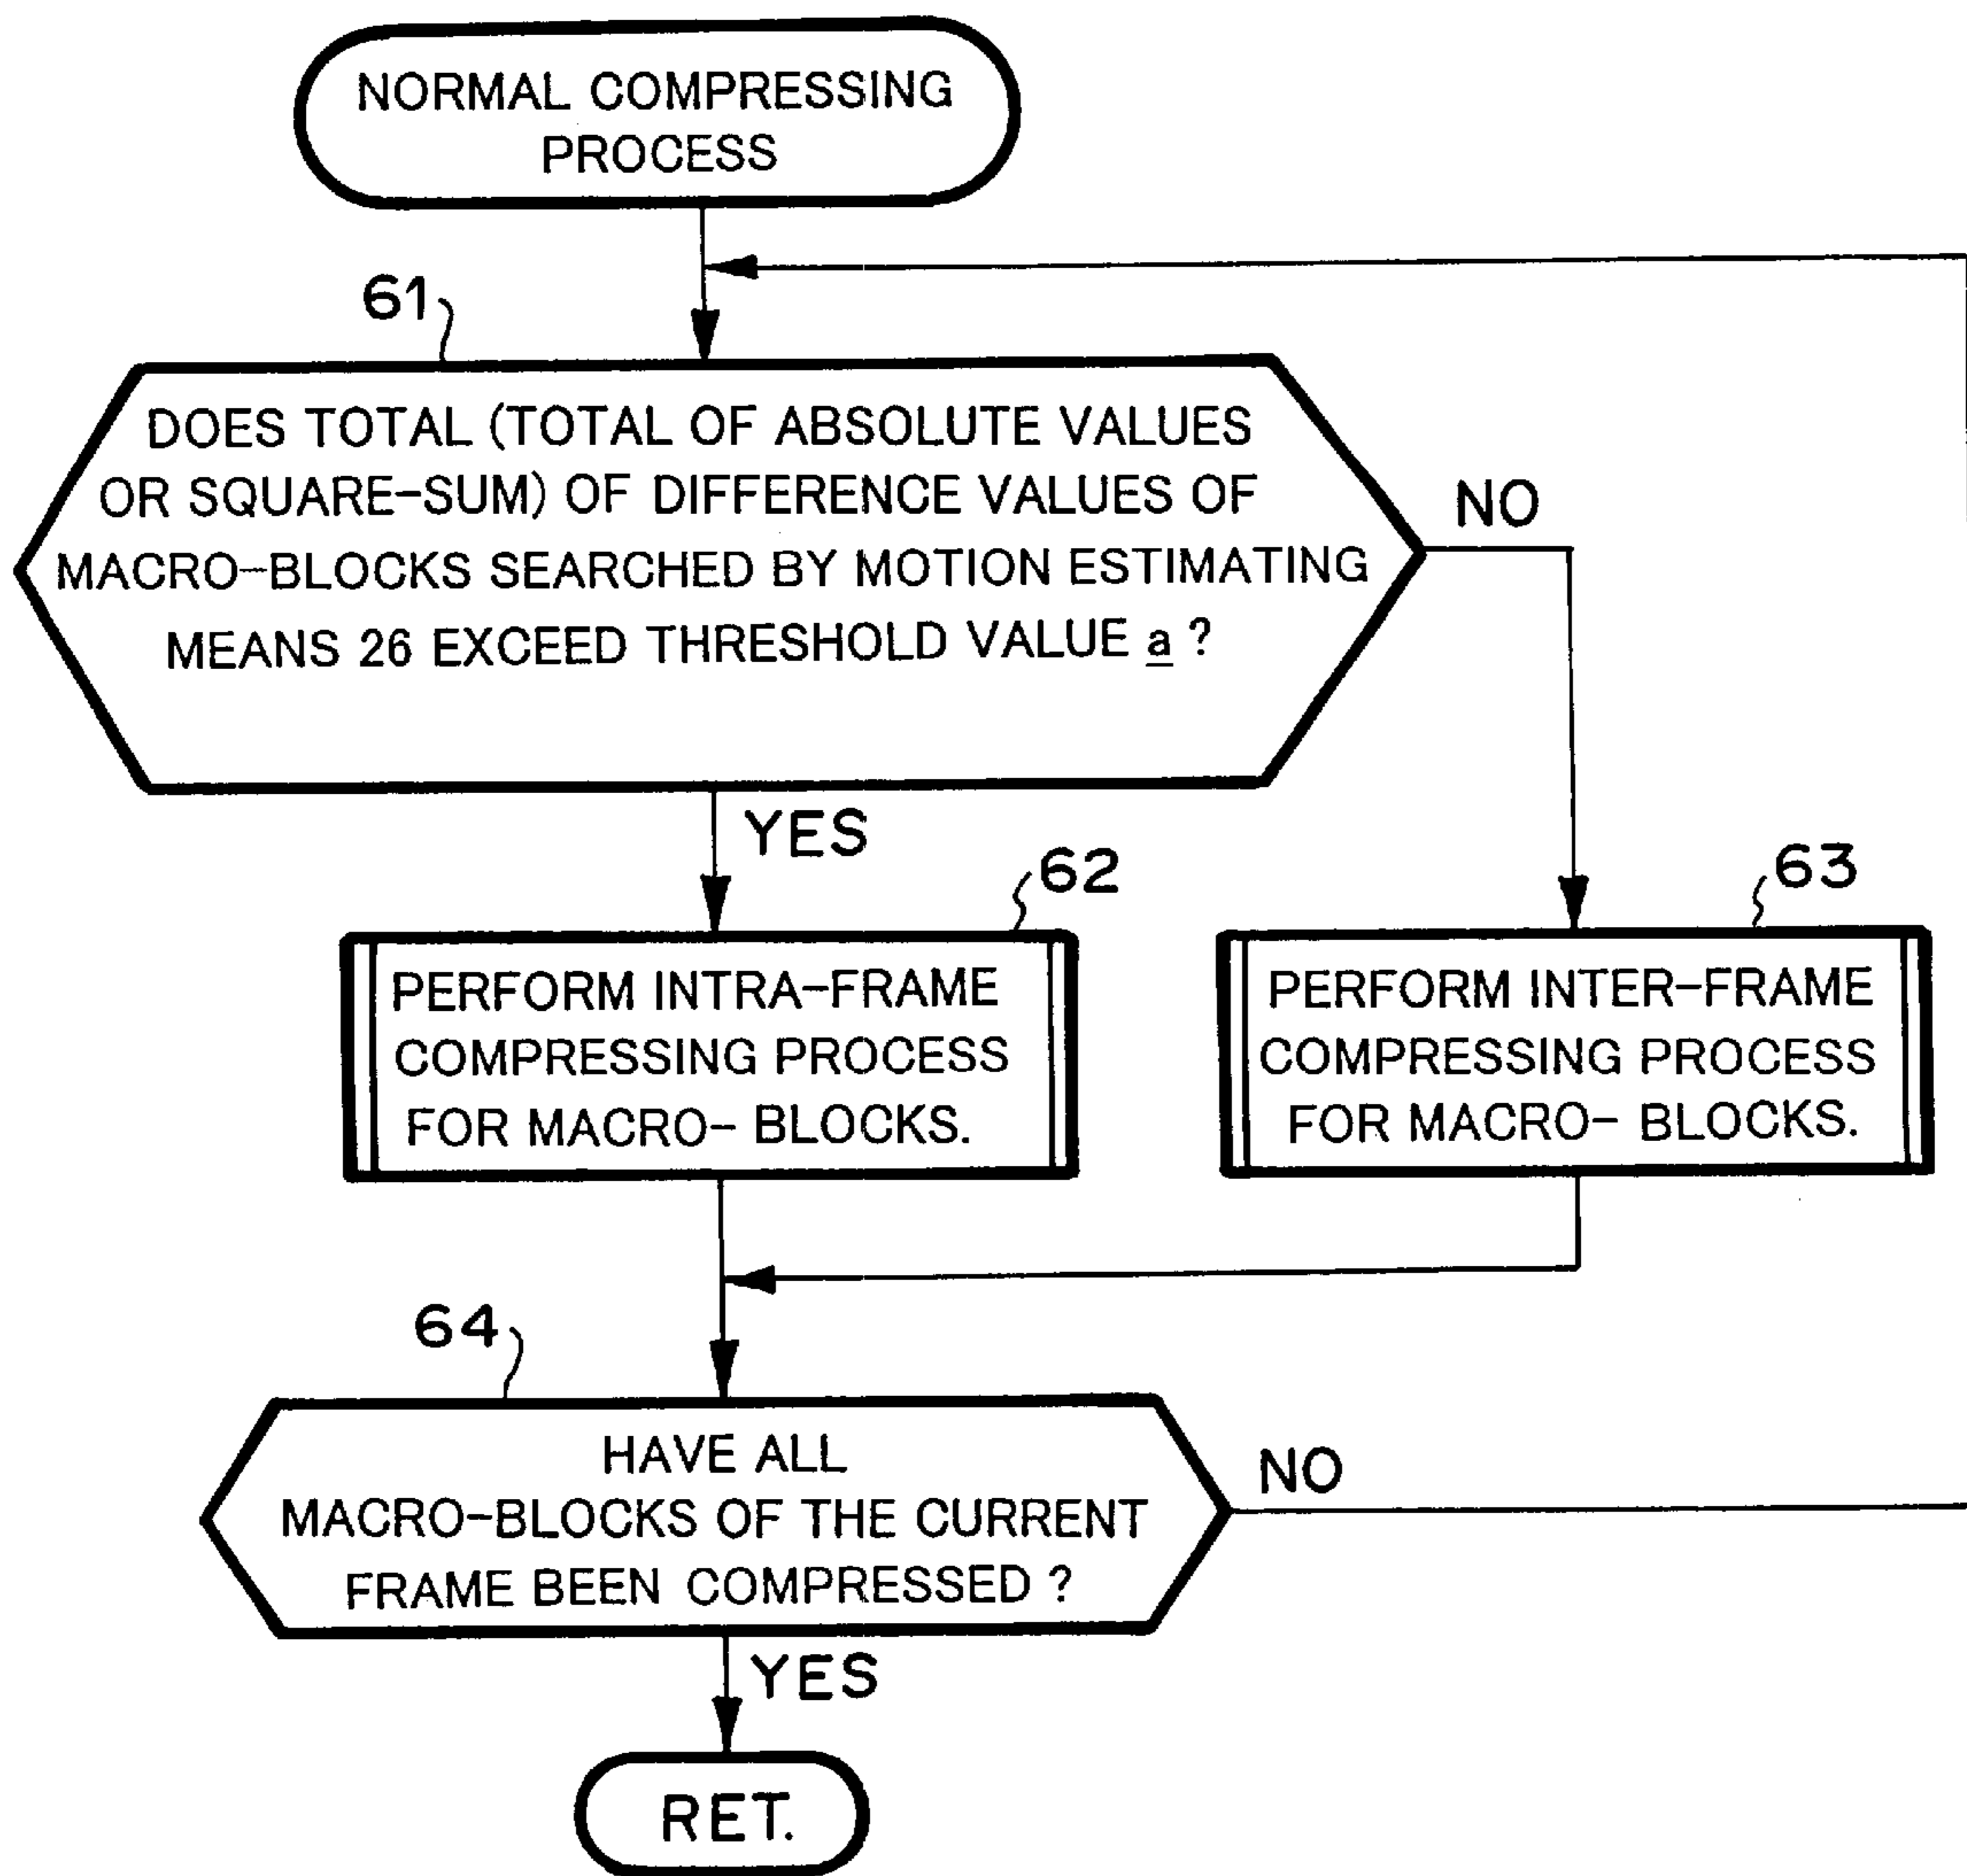 NORMAL COMPRESSING
PROCESS
61
DOES TOTAL (TOTAL OF ABSOLUTE VALUES
OR SQUARE-SUM) OF DIFFERENCE VALUES OF
MACRO-BLOCKS SEARCHED BY MOTION ESTIMATING
MEANS 26 EXCEED THRESHOLD VALUE a ?
NO
YES
62
63
PERFORM INTRA-FRAME
COMPRESSING PROCESS
FOR MACRO- BLOCKS.
PERFORM INTER-FRAME
COMPRESSING PROCESS
FOR MACRO- BLOCKS.
64
HAVE ALL
MACRO-BLOCKS OF THE CURRENT
FRAME BEEN COMPRESSED ?
NO
YES
RET.